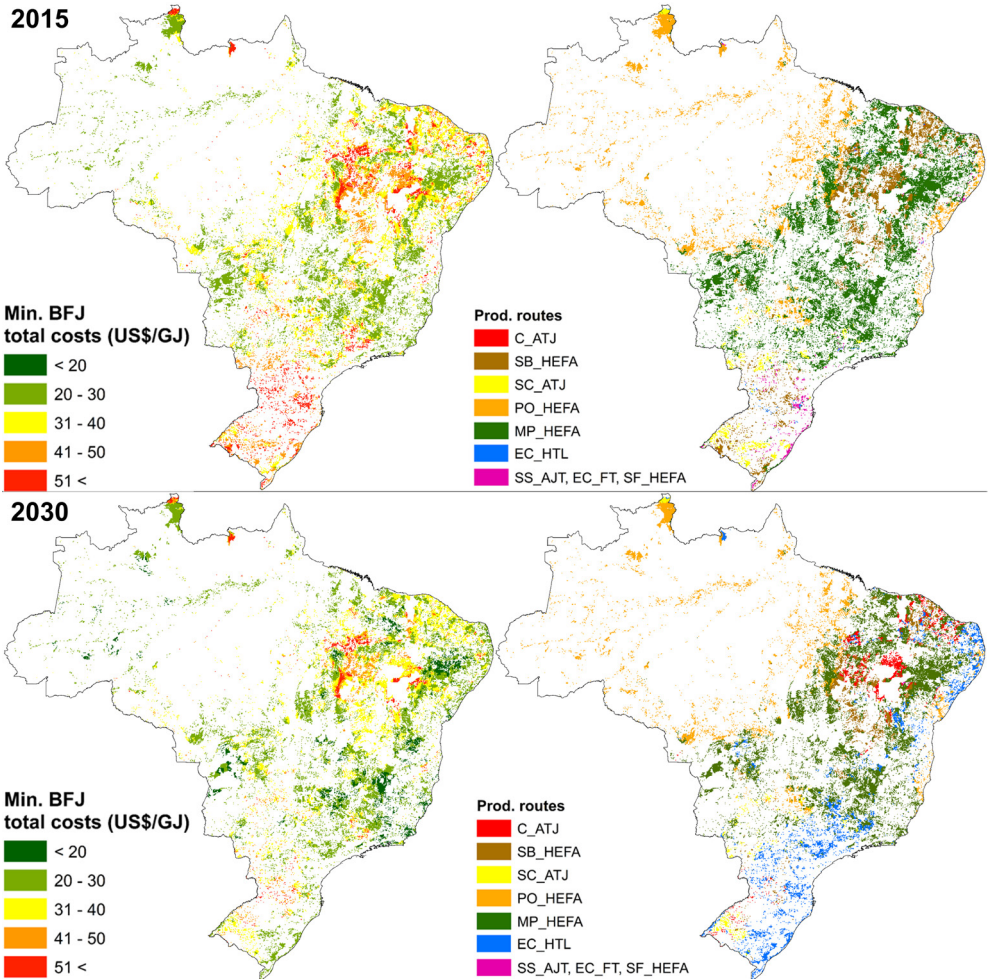 2015
Min. BFJ
total costs (US$/GJ)
< 20
20 - 30
31 - 40
41 - 50
51 <
Prod. routes
C_ATJ
SB_HEFA
SC_ATJ
PO_HEFA
MP_HEFA
EC_HTL
SS_AJT, EC_FT, SF_HEFA
2030
Min. BFJ
total costs (US$/GJ)
< 20
20 - 30
31 - 40
41 - 50
51 <
Prod. routes
C_ATJ
SB_HEFA
SC_ATJ
PO_HEFA
MP_HEFA
EC_HTL
SS_AJT, EC_FT, SF_HEFA